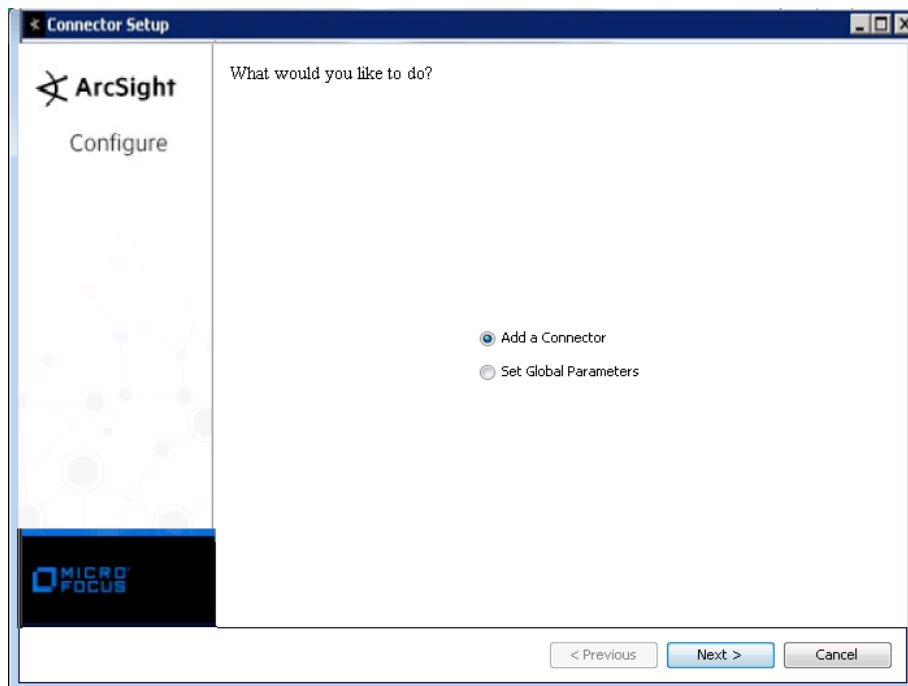 Connector Setup
ArcSight
Configure
What would you like to do?
Add a Connector
Set Global Parameters
MICRO
FOCUS
< Previous
Next >
Cancel